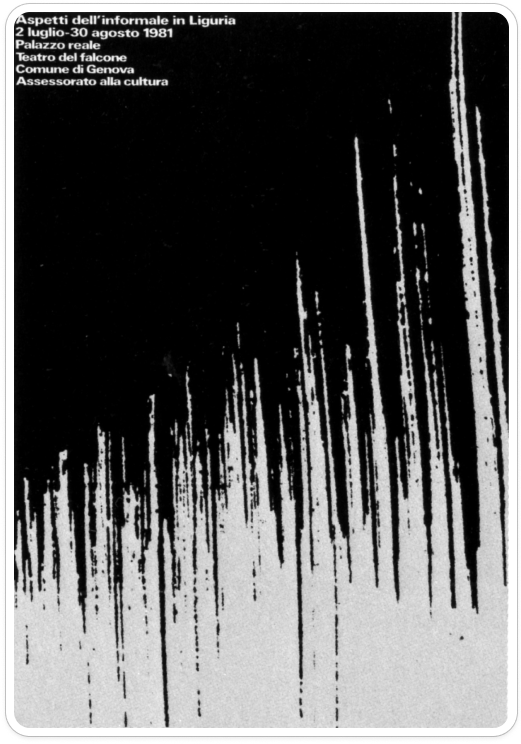 Aspetti dell'informale in Liguria
2 luglio-30 agosto 1981
Palazzo reale
Teatro del falcone
Comune di Genova
Assessorato alla cultura